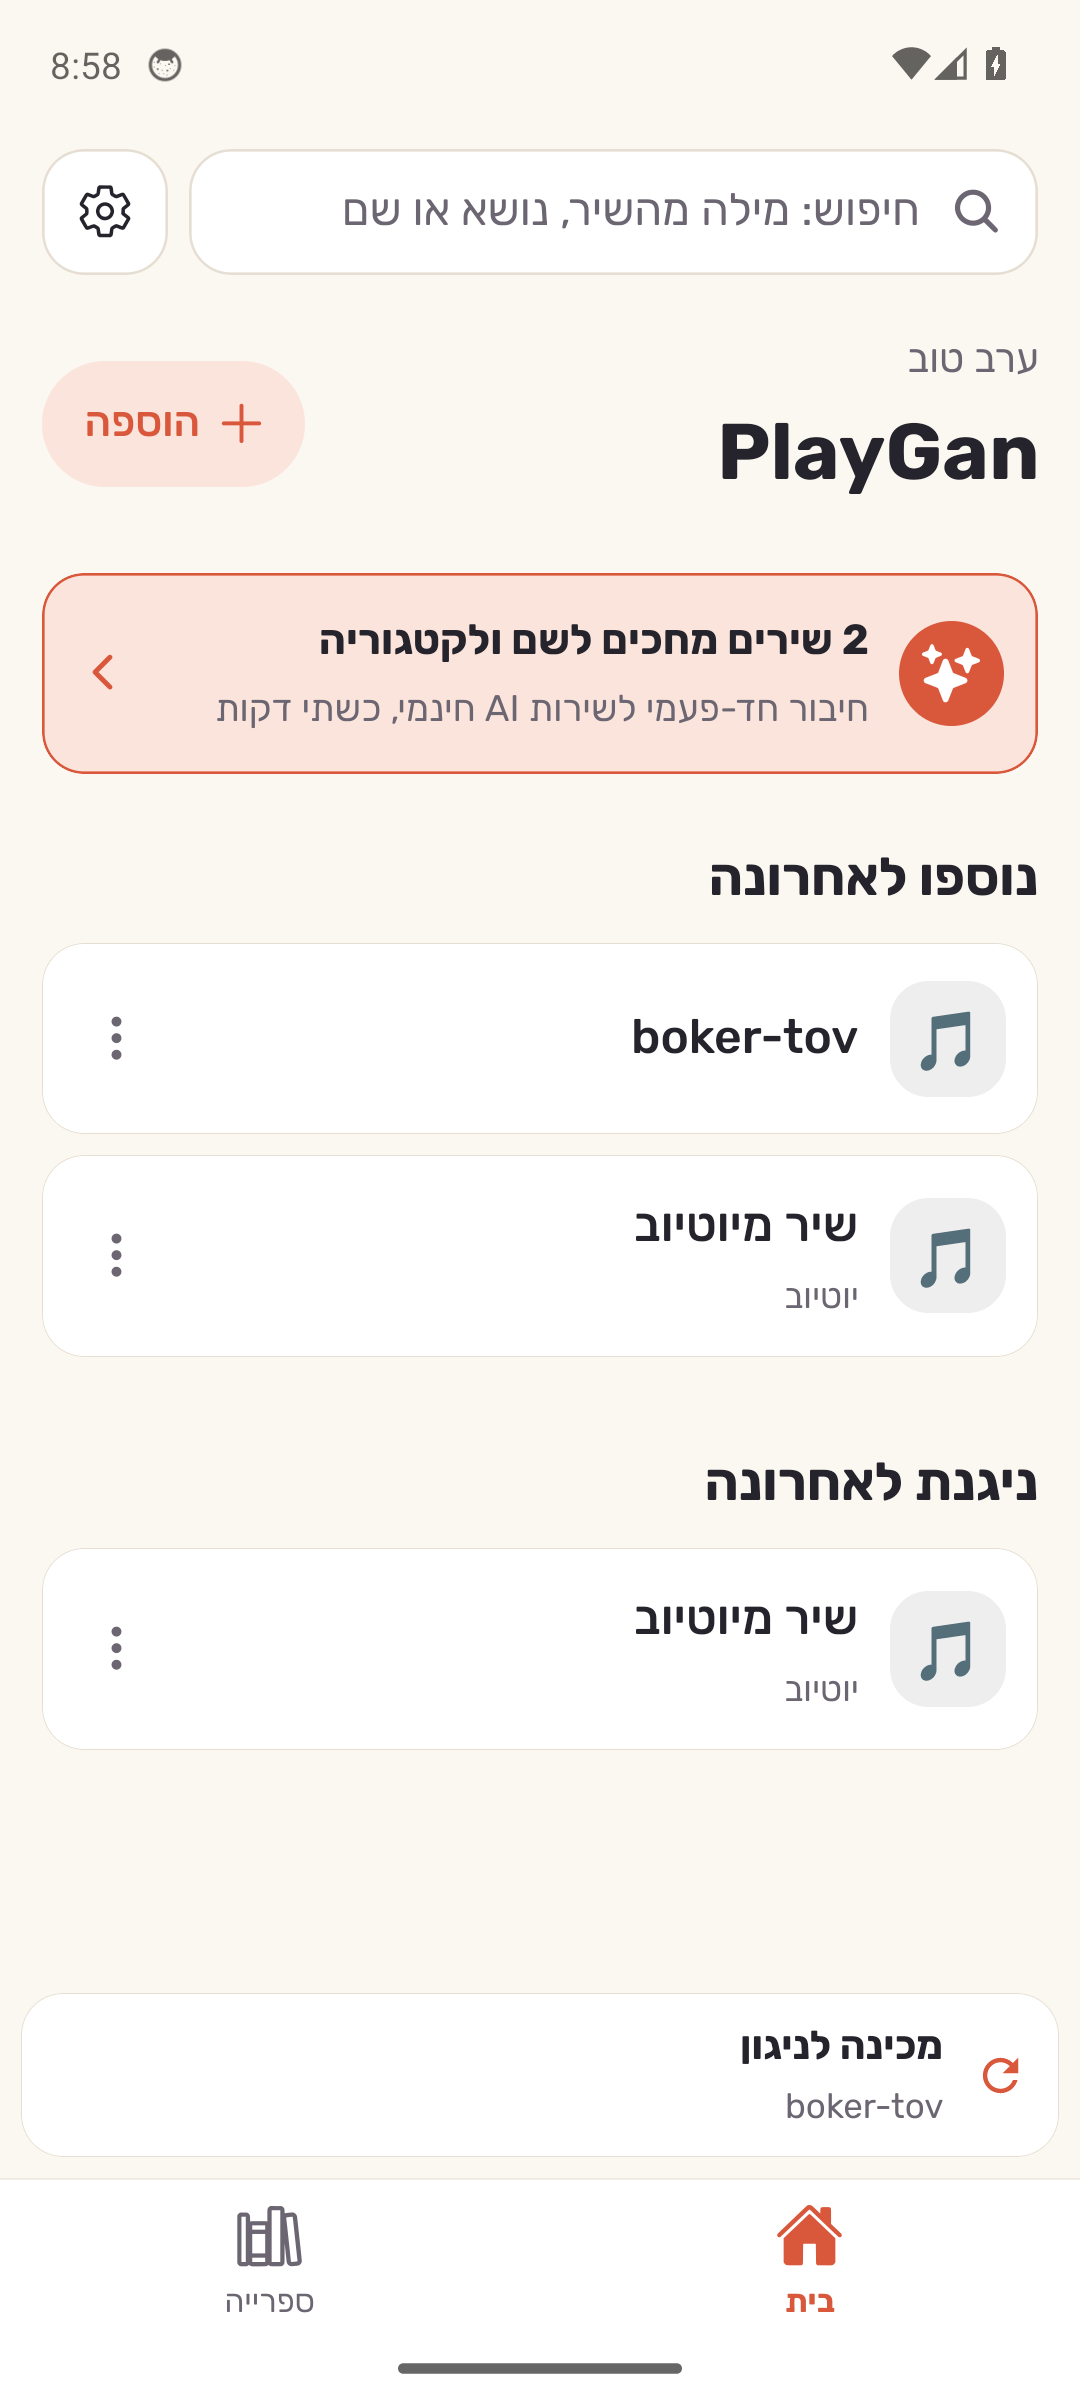 8:58
חיפוש: מילה מהשיר, נושא או שם
ערב טוב
PlayGan
הוספה
2 שירים מחכים לשם ולקטגוריה
חיבור חד-פעמי לשירות AI חינמי, כשתי דקות
נוספו לאחרונה
boker-tov
שיר מיוטיוב
יוטיוב
ניגנת לאחרונה
שיר מיוטיוב
יוטיוב
מכינה לניגון
boker-tov
בית
ספרייה